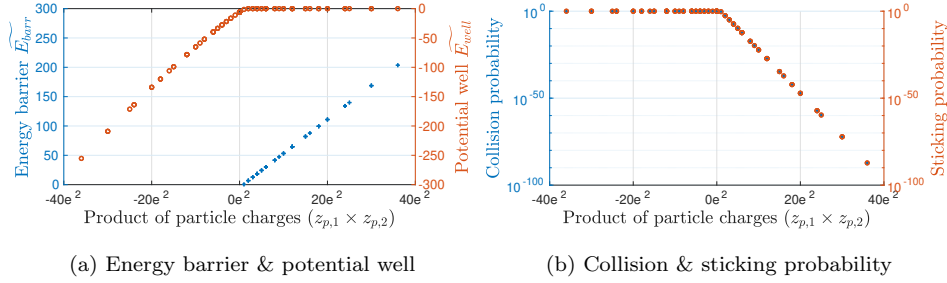 300
250
200
150
100
50
0
Energy barrier $\widetilde{E_{barr}}$
0
-50
-100
-150
-200
-250
-300
Potential well $\widetilde{E_{well}}$
-40e² -20e² 0e² 20e² 40e²
Product of particle charges ($z_{p,1} \times z_{p,2}$)
(a) Energy barrier & potential well
10⁰
10⁻⁵⁰
10⁻¹⁰⁰
Collision probability
10⁰
10⁻⁵⁰
10⁻¹⁰⁰
Sticking probability
-40e² -20e² 0e² 20e² 40e²
Product of particle charges ($z_{p,1} \times z_{p,2}$)
(b) Collision & sticking probability